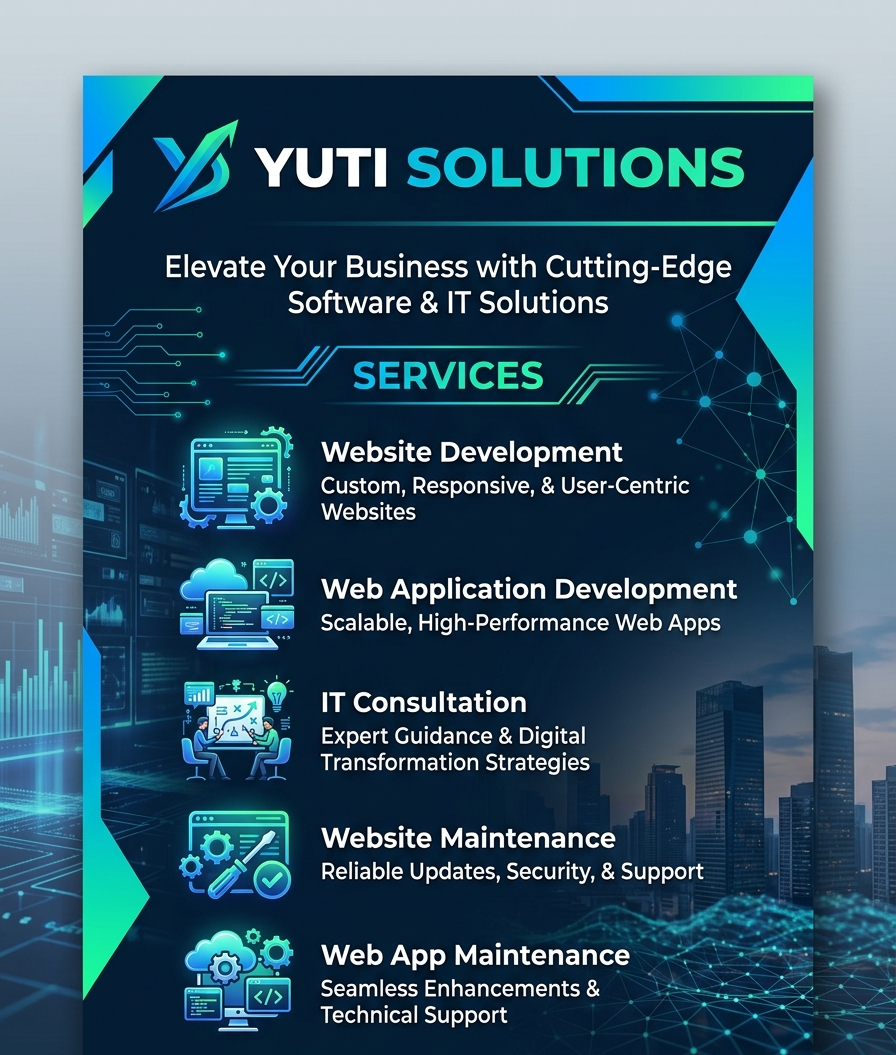 YUTI SOLUTIONS
Elevate Your Business with Cutting-Edge
Software & IT Solutions
SERVICES
Website Development
Custom, Responsive, & User-Centric
Websites
Web Application Development
Scalable, High-Performance Web Apps
IT Consultation
Expert Guidance & Digital
Transformation Strategies
Website Maintenance
Reliable Updates, Security, & Support
Web App Maintenance
Seamless Enhancements &
Technical Support